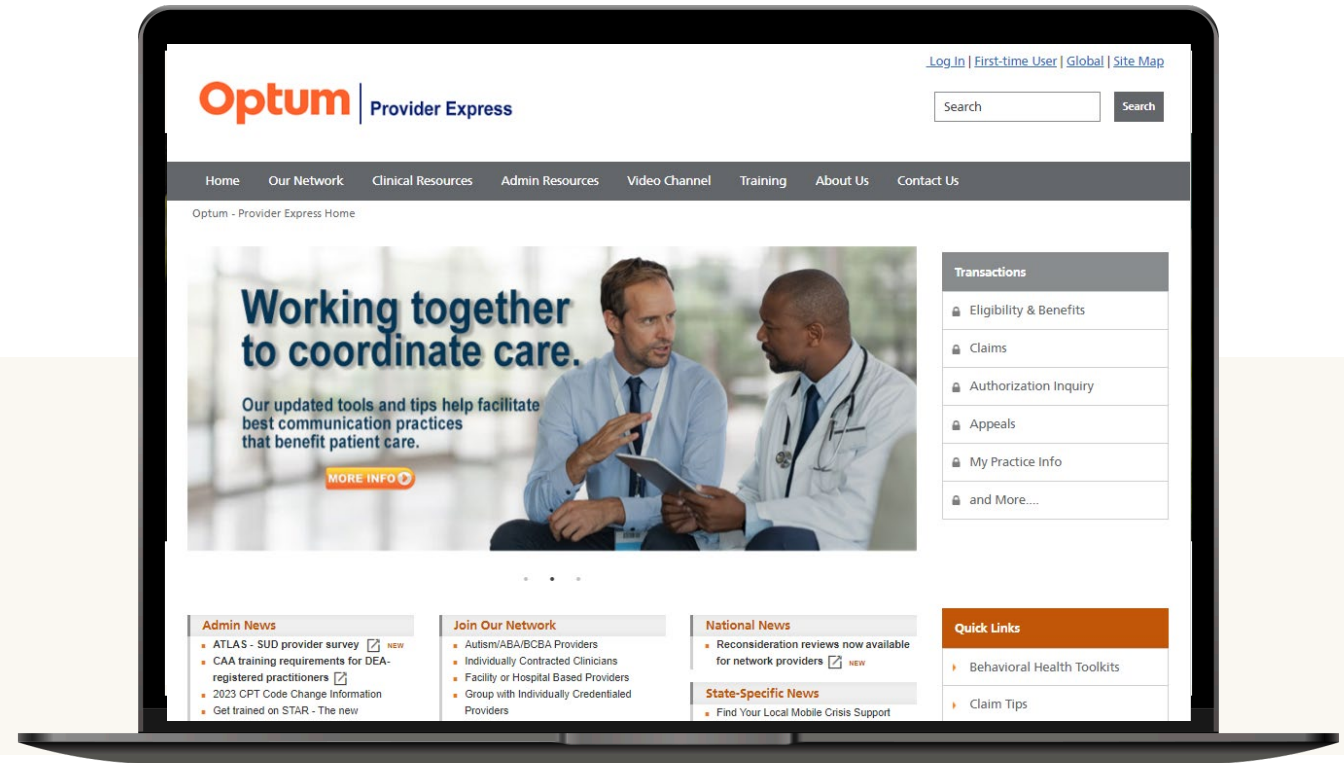 Log In | First-time User | Global | Site Map
Optum | Provider Express
Search
Search
Home Our Network Clinical Resources Admin Resources Video Channel Training About Us Contact Us
Optum - Provider Express Home
Working together
to coordinate care.
Our updated tools and tips help facilitate
best communication practices
that benefit patient care.
MORE INFO
Transactions
Eligibility & Benefits
Claims
Authorization Inquiry
Appeals
My Practice Info
and More....
Admin News
ATLAS - SUD provider survey NEW
CAA training requirements for DEA-
registered practitioners
2023 CPT Code Change Information
Get trained on STAR - The new
Join Our Network
Autism/ABA/BCBA Providers
Individually Contracted Clinicians
Facility or Hospital Based Providers
Group with Individually Credentialed
Providers
National News
Reconsideration reviews now available
for network providers NEW
State-Specific News
Find Your Local Mobile Crisis Support
Quick Links
Behavioral Health Toolkits
Claim Tips